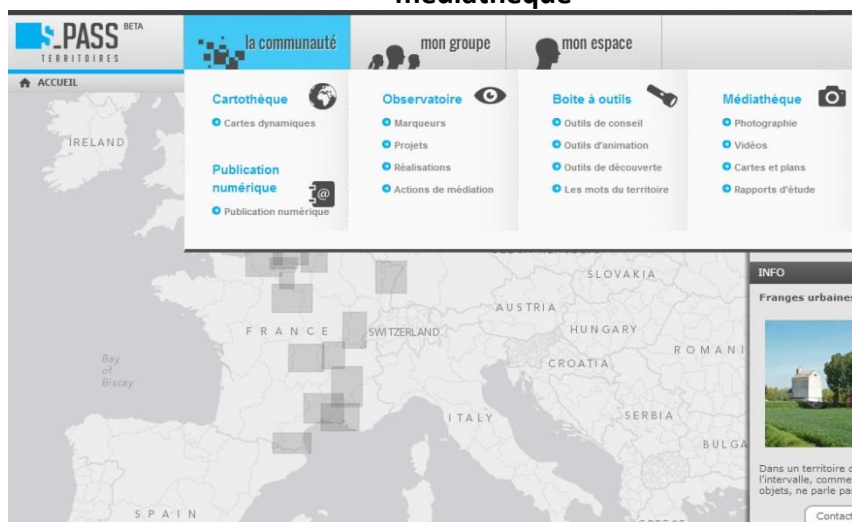 médiathèque
S_PASS BETA
TERRITOIRES
la communauté
mon groupe
mon espace
ACCUEIL
Cartothèque
Cartes dynamiques
Publication
numérique
Publication numérique
Observatoire
Marqueurs
Projets
Réalisations
Actions de médiation
Boite à outils
Outils de conseil
Outils d'animation
Outils de découverte
Les mots du territoire
Médiathèque
Photographie
Vidéos
Cartes et plans
Rapports d'étude
IRELAND
SLOVAKIA
AUSTRIA
FRANCE
SWITZERLAND
HUNGARY
ROMANI
CROATIA
Bay
of
Biscay
ITALY
SERBIA
BULGA
SPAIN
INFO
Franges urbaines
Dans un territoire
l'intervalle, comme
objets, ne parle pa
Contact